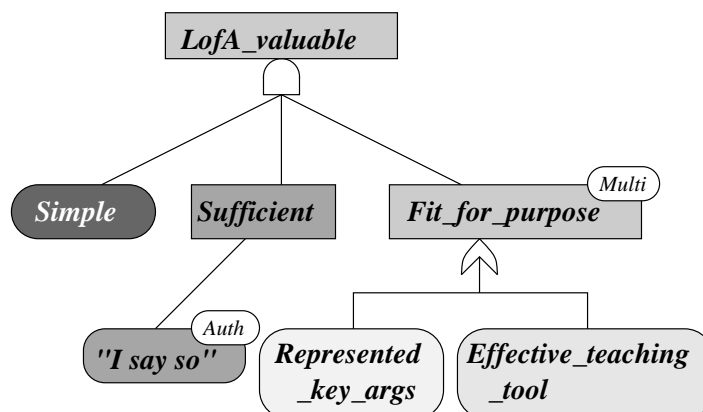 LofA_valuable
Simple
Sufficient
Multi
Fit_for_purpose
Auth
"I say so"
Represented
_key_args
Effective_teaching
_tool